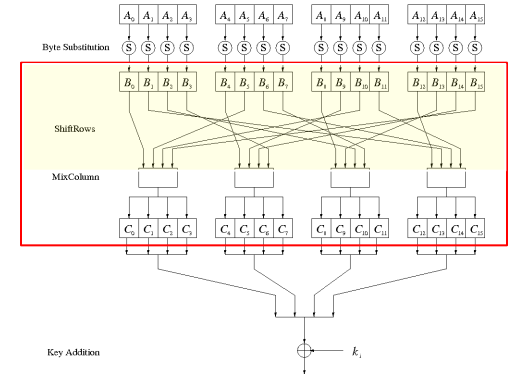 A₀ A₁ A₂ A₃ A₄ A₅ A₆ A₇ A₈ A₉ A₁₀ A₁₁ A₁₂ A₁₃ A₁₄ A₁₅
Byte Substitution S S S S S S S S S S S S S S S S
B₀ B₁ B₂ B₃ B₄ B₅ B₆ B₇ B₈ B₉ B₁₀ B₁₁ B₁₂ B₁₃ B₁₄ B₁₅
ShiftRows
MixColumn
C₀ C₁ C₂ C₃ C₄ C₅ C₆ C₇ C₈ C₉ C₁₀ C₁₁ C₁₂ C₁₃ C₁₄ C₁₅
Key Addition kᵢ